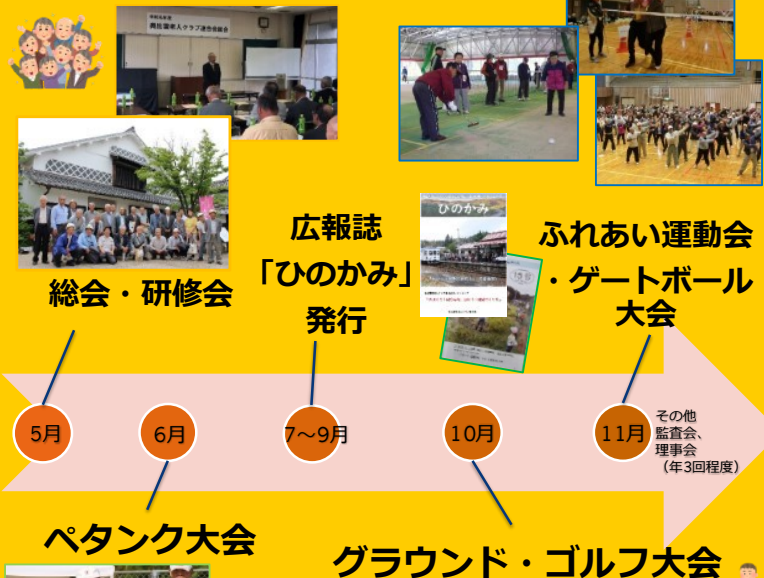 総会・研修会
広報誌
「ひのかみ」
発行
ひのかみ
ふれあい運動会
・ゲートボール
大会
5月
6月
7～9月
10月
11月
その他
監査会、
理事会
（年3回程度）
ペタンク大会
グラウンド・ゴルフ大会